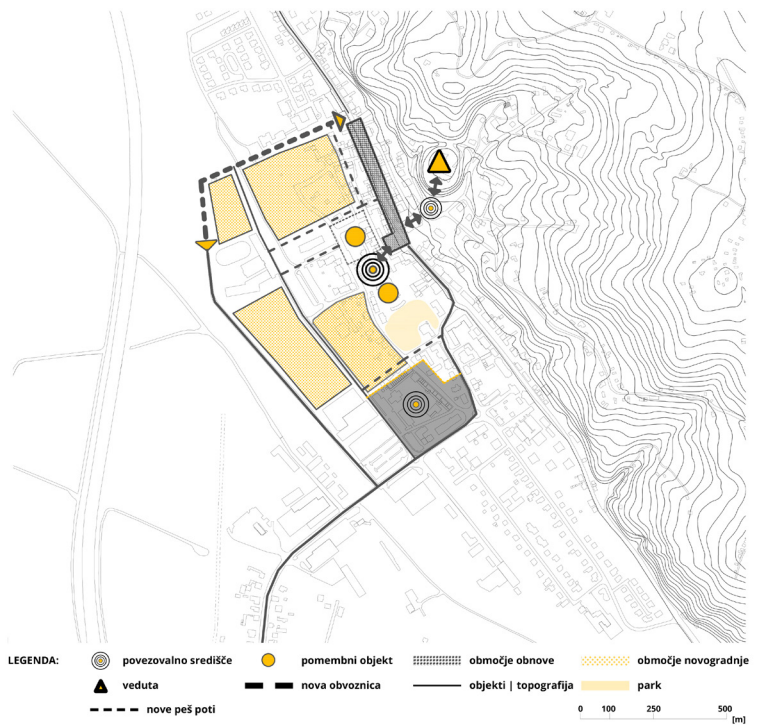 LEGENDA: povezovalno središče pomembni objekt območje obnove območje novogradnje
veduta nova obvoznica objekti | topografija park
nove peš poti
0 100 250 500
[m]